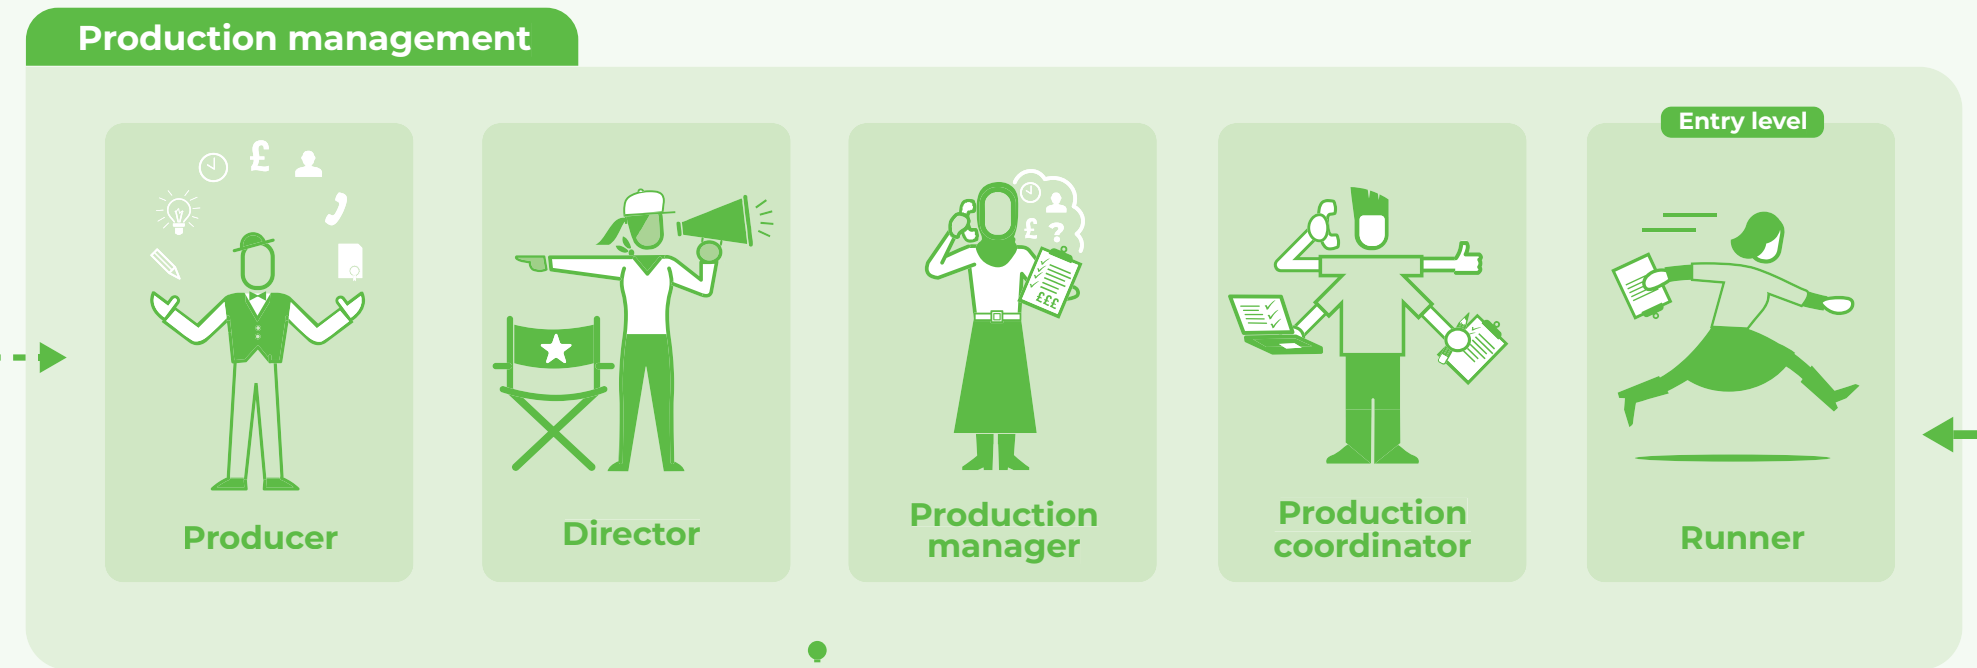 Production management
Entry level
£
£ ?
£££
Producer
Director
Production
manager
Production
coordinator
Runner